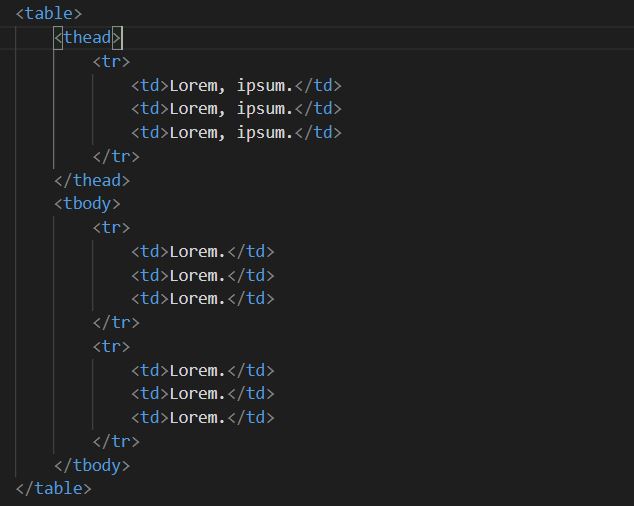 <table>
    <thead>
        <tr>
            <td>Lorem, ipsum.</td>
            <td>Lorem, ipsum.</td>
            <td>Lorem, ipsum.</td>
        </tr>
    </thead>
    <tbody>
        <tr>
            <td>Lorem.</td>
            <td>Lorem.</td>
            <td>Lorem.</td>
        </tr>
        <tr>
            <td>Lorem.</td>
            <td>Lorem.</td>
            <td>Lorem.</td>
        </tr>
    </tbody>
</table>